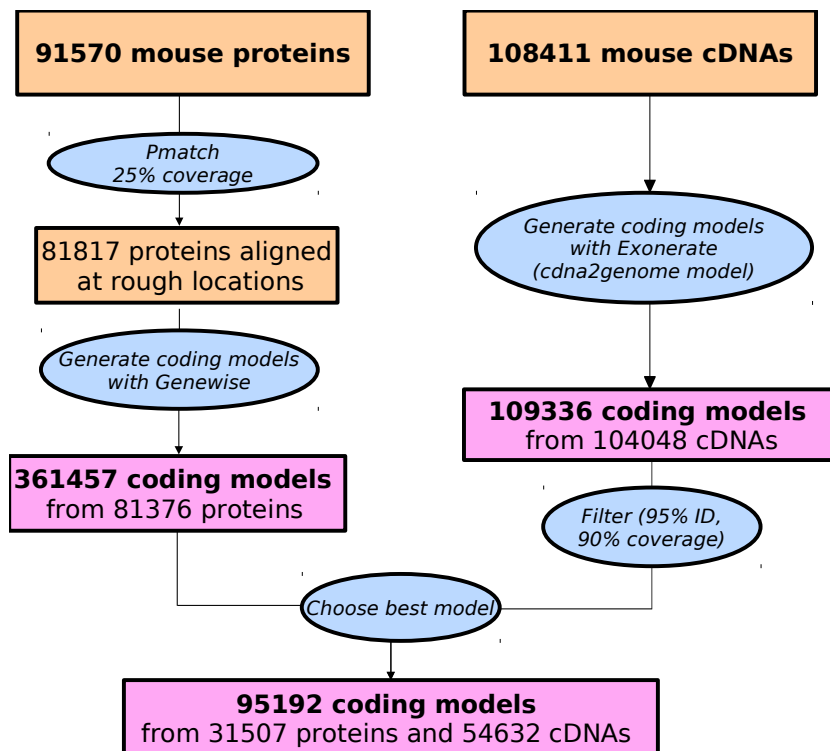 91570 mouse proteins
108411 mouse cDNAs
Pmatch
25% coverage
81817 proteins aligned
at rough locations
Generate coding models
with Exonerate
(cdna2genome model)
Generate coding models
with Genewise
109336 coding models
from 104048 cDNAs
361457 coding models
from 81376 proteins
Filter (95% ID,
90% coverage)
Choose best model
95192 coding models
from 31507 proteins and 54632 cDNAs